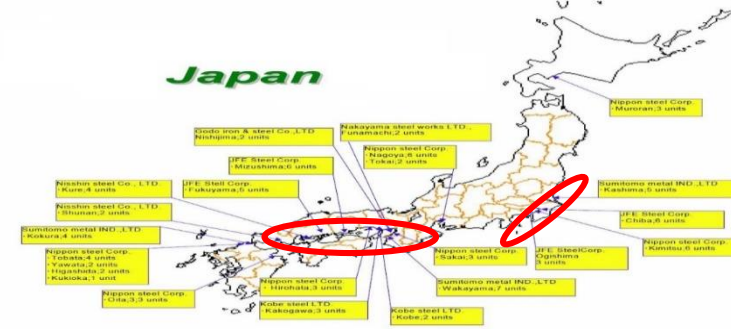 Japan
Nippon steel Corp.
・Muroran;3 units
Godo iron & steel Co.,LTD
Nishijima;2 units
Nakayama steel works LTD.,
Funamachi;2 units
Nippon steel Corp.
・Nagoya;6 units
・Tokai;2 units
JFE Steel Corp.
・Mizushima;6 units
Nisshin steel Co., LTD.
・Kure;4 units
JFE Stell Corp.
・Fukuyama;5 units
Sumitomo metal IND.,LTD
・Kashima;5 units
Nisshin steel Co., LTD.
・Shunan;2 units
JFE Steel Corp.
・Chiba;6 units
Sumitomo metal IND.,LTD
・Kokura;4 units
Nippon steel Corp.
・Kimitsu;6 units
Nippon steel Corp.
・Tobata;4 units
・Yawata;2 units
・Higashida;2 units
・Kukioka;1 unit
Nippon steel Corp.
・Sakai;3 units
JFE SteelCorp.
Ogishima
3 units
Nippon steel Corp.
・Hirohata;3 units
Sumitomo metal IND.,LTD
・Wakayama;7 units
Nippon steel Corp.
・Oita;3,3 units
Kobe steel LTD.
・Kakogawa;3 units
Kobe steel LTD.
・Kobe;2 units